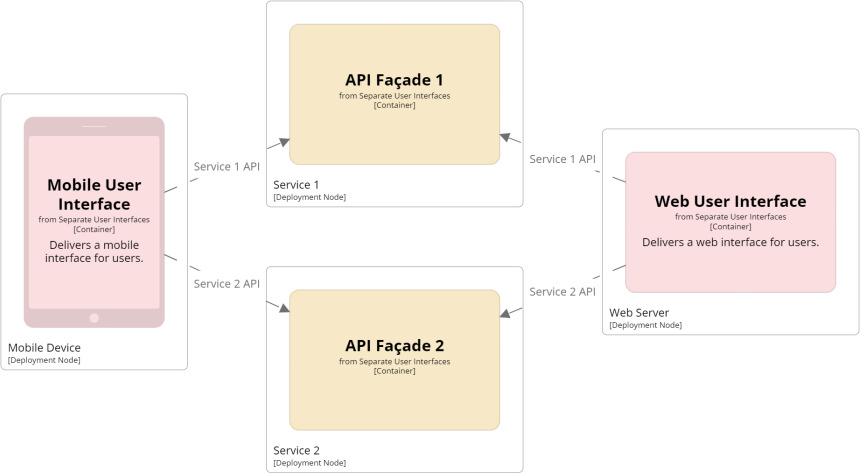 API Façade 1
from Separate User Interfaces
[Container]
Service 1
[Deployment Node]
Mobile User
Interface
from Separate User Interfaces
[Container]
Delivers a mobile
interface for users.
Mobile Device
[Deployment Node]
Service 1 API
Service 2 API
Service 1 API
Service 2 API
Web User Interface
from Separate User Interfaces
[Container]
Delivers a web interface for users.
Web Server
[Deployment Node]
API Façade 2
from Separate User Interfaces
[Container]
Service 2
[Deployment Node]